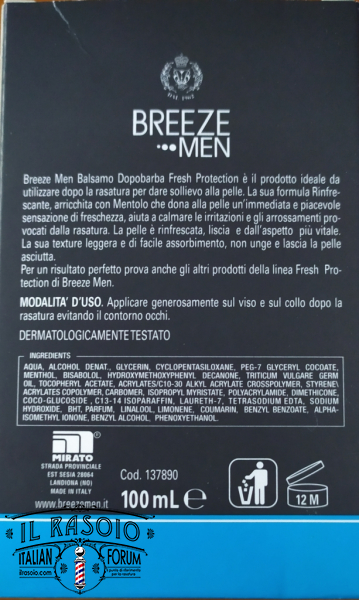 EST. 1862
BREEZE
MEN
Breeze Men Balsamo Dopobarba Fresh Protection è il prodotto ideale da
utilizzare dopo la rasatura per dare sollievo alla pelle. La sua formula Rinfre-
scante, arricchita con Mentolo che dona alla pelle un'immediata e piacevole
sensazione di freschezza, aiuta a calmare le irritazioni e gli arrossamenti pro-
vocati dalla rasatura. La pelle è rinfrescata, liscia e dall'aspetto più vitale.
La sua texture leggera e di facile assorbimento, non unge e lascia la pelle
asciutta.
Per un risultato perfetto prova anche gli altri prodotti della linea Fresh Pro-
tection di Breeze Men.
MODALITA' D'USO. Applicare generosamente sul viso e sul collo dopo la
rasatura evitando il contorno occhi.
DERMATOLOGICAMENTE TESTATO
INGREDIENTS
AQUA, ALCOHOL DENAT., GLYCERIN, CYCLOPENTASILOXANE, PEG-7 GLYCERYL COCOATE,
MENTHOL, BISABOLOL, HYDROXYMETHOXYPHENYL DECANONE, TRITICUM VULGARE GERM
OIL, TOCOPHERYL ACETATE, ACRYLATES/C10-30 ALKYL ACRYLATE CROSSPOLYMER, STYRENE\
ACRYLATES COPOLYMER, CARBOMER, ISOPROPYL MYRISTATE, POLYACRYLAMIDE, DIMETHICONE,
COCO-GLUCOSIDE , C13-14 ISOPARAFFIN, LAURETH-7, TETRASODIUM EDTA, SODIUM
HYDROXIDE, BHT, PARFUM, LINALOOL, LIMONENE, COUMARIN, BENZYL BENZOATE, ALPHA-
ISOMETHYL IONONE, BENZYL ALCOHOL, PHENOXYETHANOL.
MIRATO
STRADA PROVINCIALE
EST SESIA 28064
LANDIONA (NO)
MADE IN ITALY
www.breezemen.it
Cod. 137890
100 mL ℮
12 M
IL RASOIO
ITALIAN FORUM
ilrasoio.com
Il punto di riferimento
per la rasatura